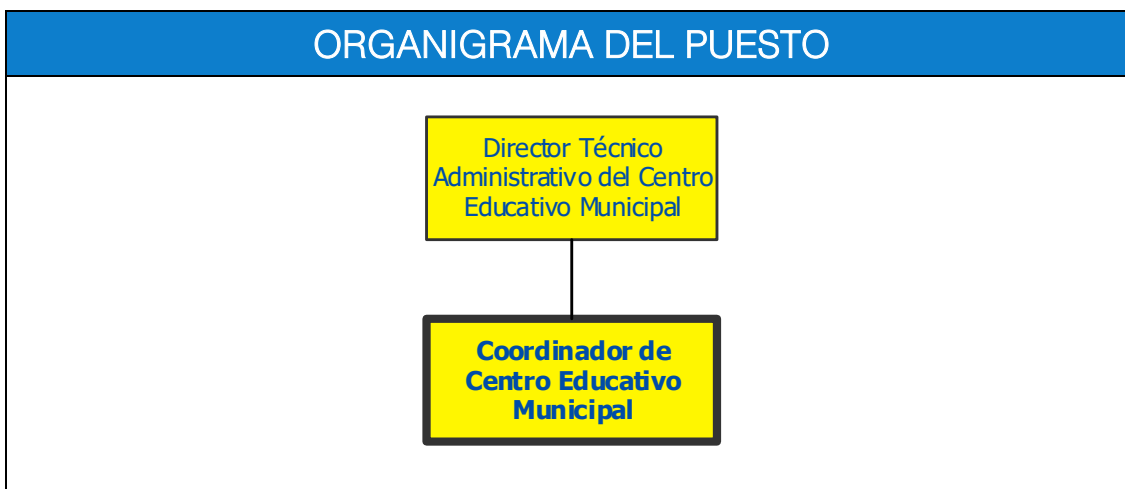 ORGANIGRAMA DEL PUESTO
Director Técnico
Administrativo del Centro
Educativo Municipal
Coordinador de
Centro Educativo
Municipal